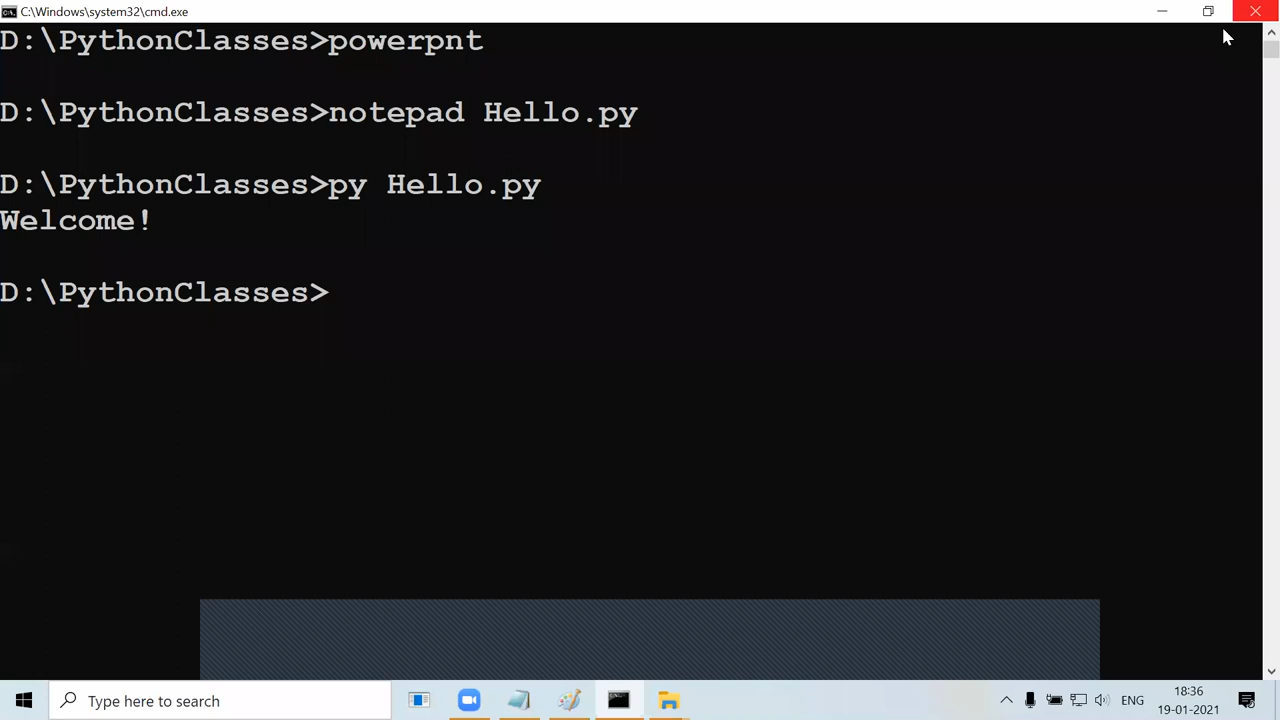 C:\Windows\system32\cmd.exe
D:\PythonClasses>powerpnt
D:\PythonClasses>notepad Hello.py
D:\PythonClasses>py Hello.py
Welcome!
D:\PythonClasses>
Type here to search
ENG
18:36
19-01-2021